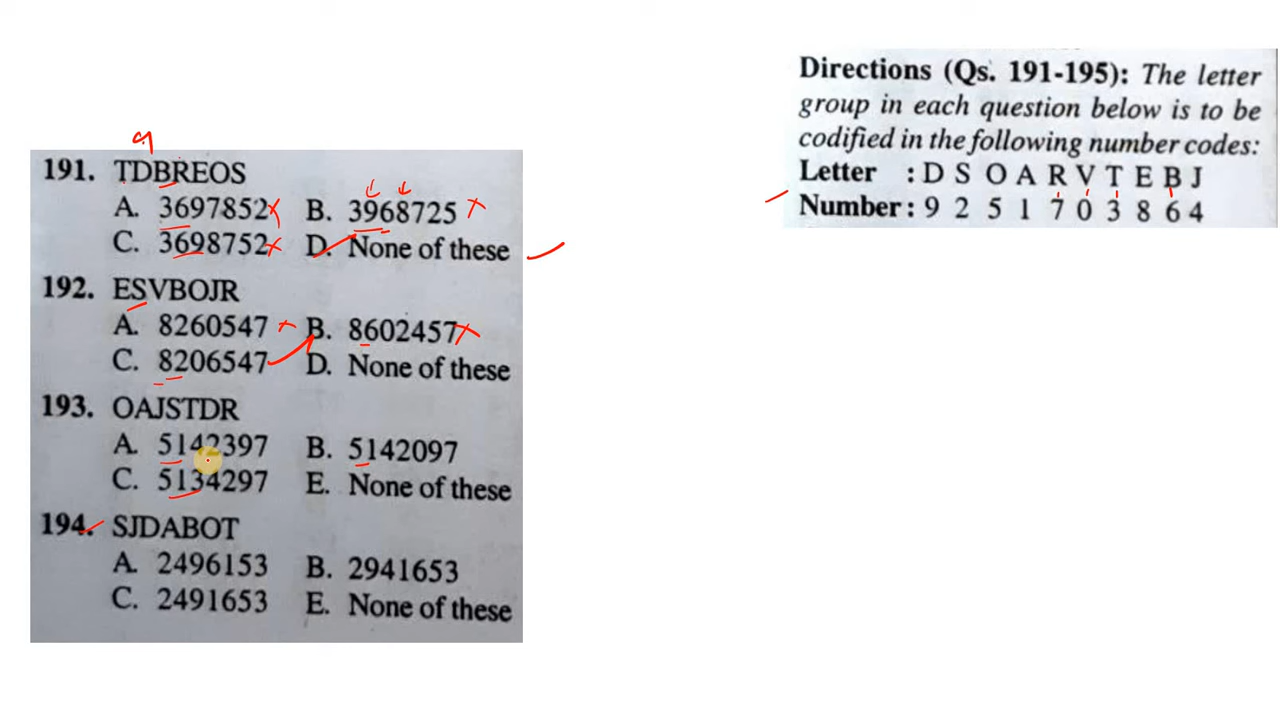 191. TDBREOS
A. 3697852 B. 3968725
C. 3698752 D. None of these
192. ESVBOJR
A. 8260547 B. 8602457
C. 8206547 D. None of these
193. OAJSTDR
A. 5142397 B. 5142097
C. 5134297 E. None of these
194. SJDABOT
A. 2496153 B. 2941653
C. 2491653 E. None of these
Directions (Qs. 191-195): The letter
group in each question below is to be
codified in the following number codes:
Letter : D S O A R V T E B J
Number : 9 2 5 1 7 0 3 8 6 4